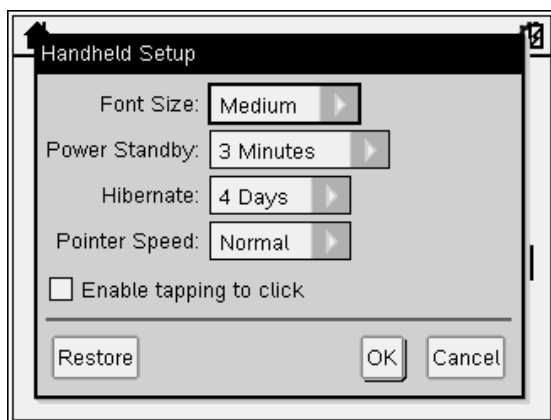 Handheld Setup
Font Size: Medium
Power Standby: 3 Minutes
Hibernate: 4 Days
Pointer Speed: Normal
Enable tapping to click
Restore OK Cancel